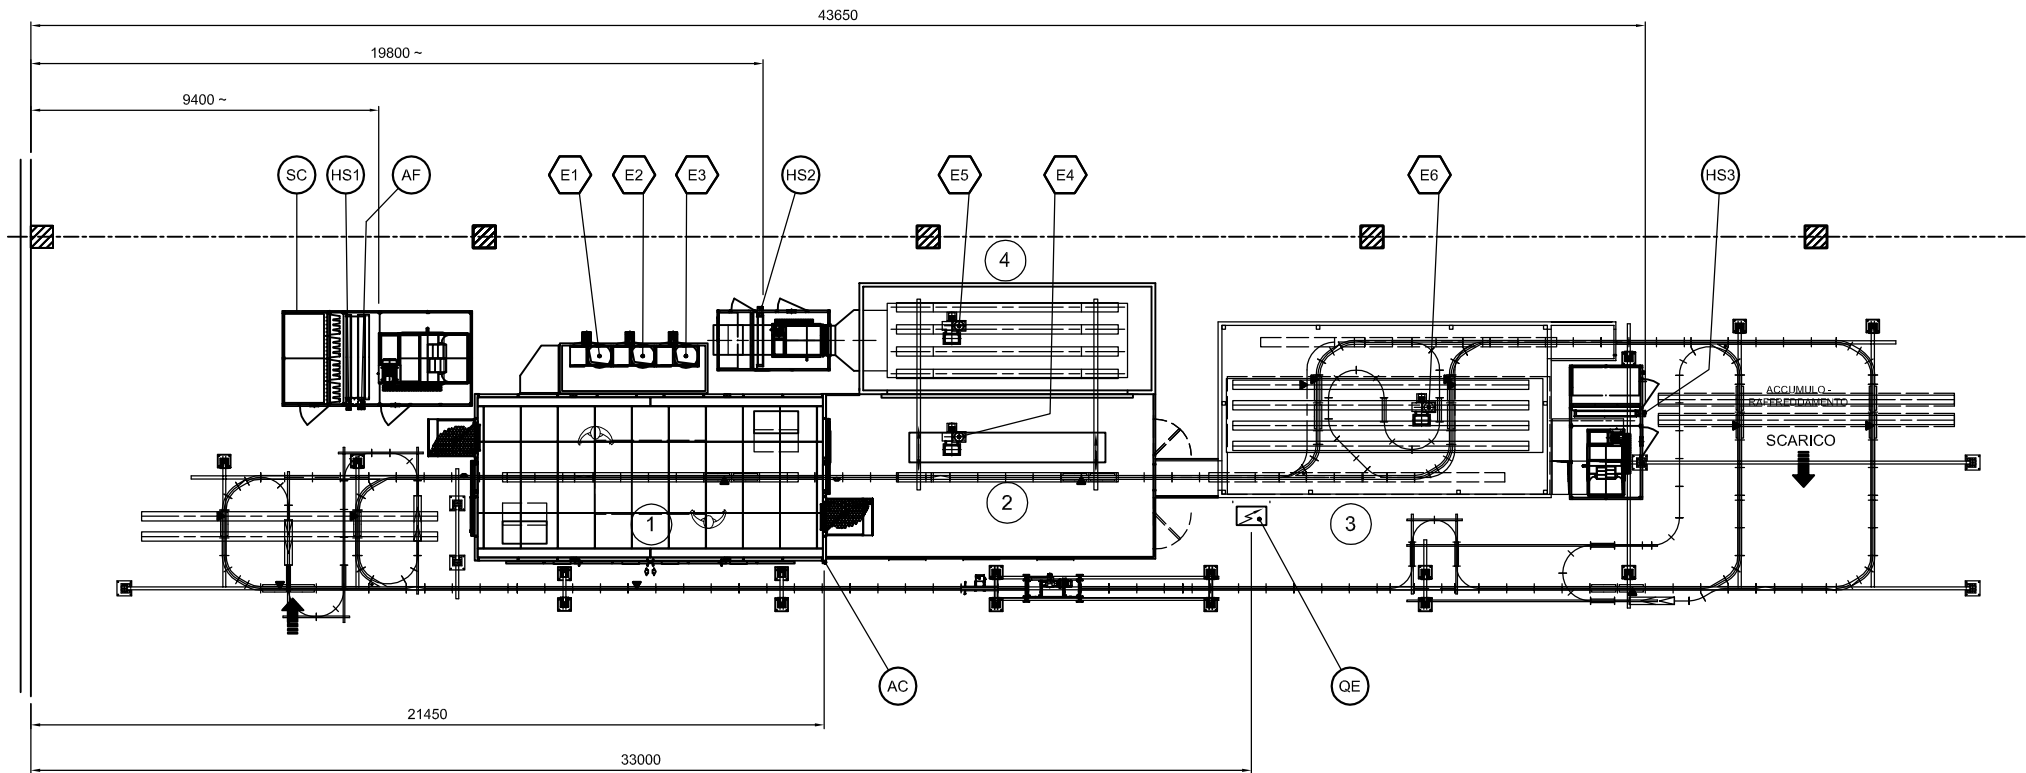 43650
19800 ~
9400 ~
SC
HS1
AF
E1
E2
E3
HS2
E5
E4
E6
HS3
4
ACCUMULO -
RAFFREDDAMENTO
SCARICO
1
2
3
AC
QE
21450
33000